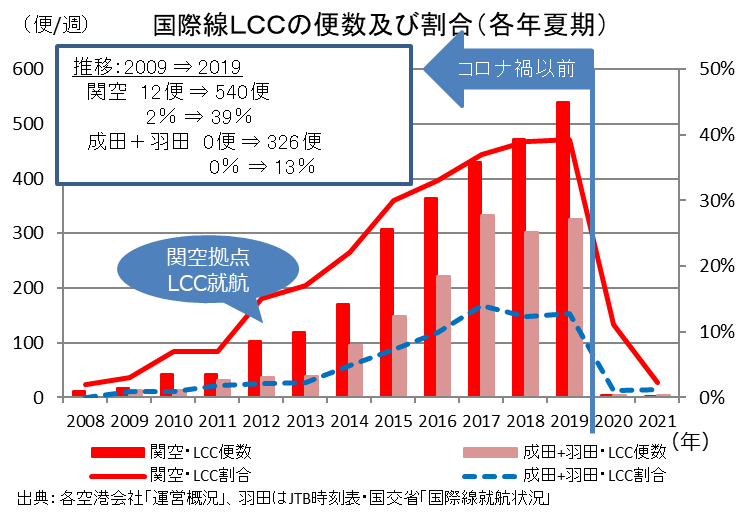 (便/週)
国際線LCCの便数及び割合(各年夏期)
推移:2009 ⇒ 2019
関空 12便 ⇒ 540便
2% ⇒ 39%
成田+羽田 0便 ⇒ 326便
0% ⇒ 13%
コロナ禍以前
関空拠点
LCC就航
600
500
400
300
200
100
0
50%
40%
30%
20%
10%
0%
2008 2009 2010 2011 2012 2013 2014 2015 2016 2017 2018 2019 2020 2021
(年)
関空・LCC便数 成田+羽田・LCC便数
関空・LCC割合 成田+羽田・LCC割合
出典: 各空港会社「運営概況」、羽田はJTB時刻表・国交省「国際線就航状況」